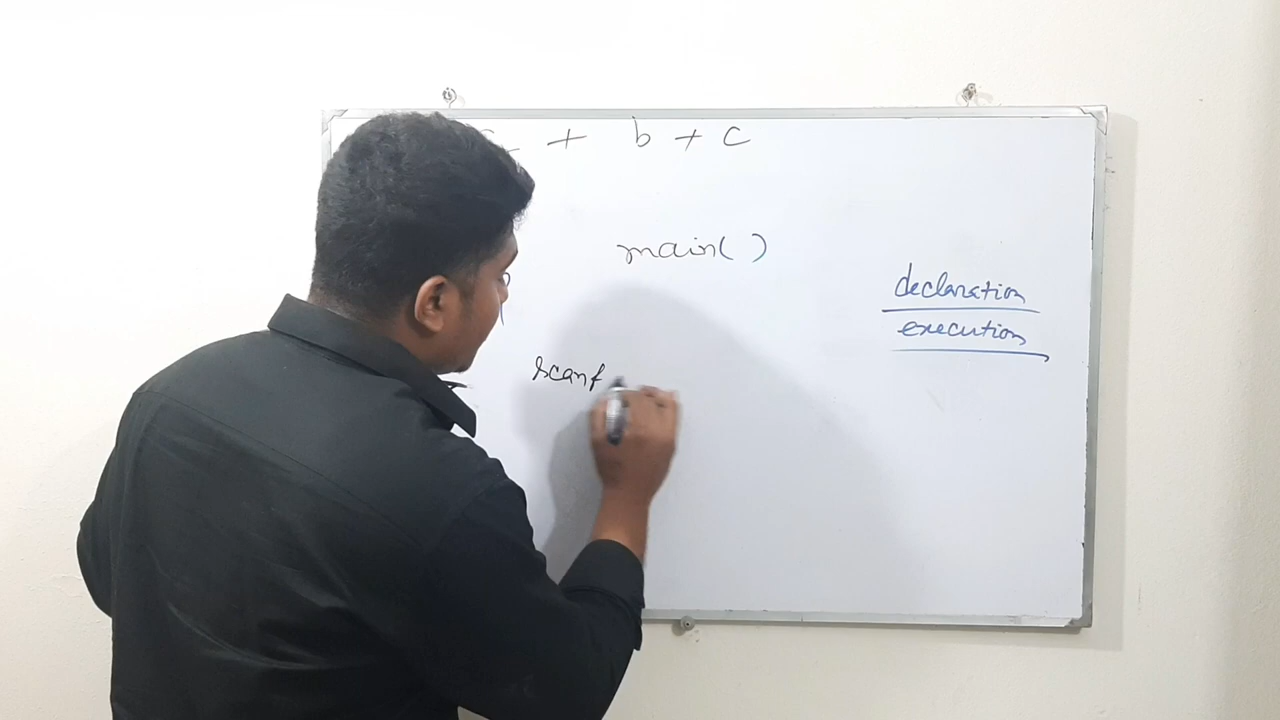 + b + c
main( )
declaration
execution
scanf